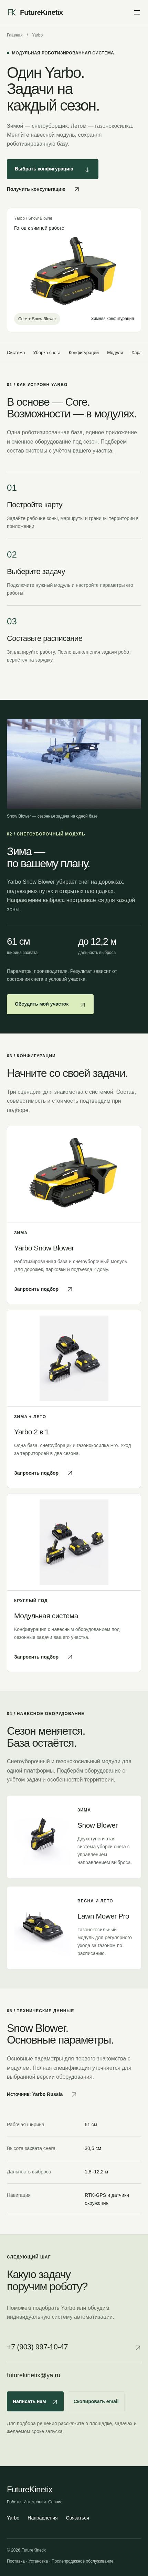 FutureKinetix
Главная / Yarbo
МОДУЛЬНАЯ РОБОТИЗИРОВАННАЯ СИСТЕМА
Один Yarbo.
Задачи на
каждый сезон.
Зимой — снегоуборщик. Летом — газонокосилка.
Меняйте навесной модуль, сохраняя
роботизированную базу.
Выбрать конфигурацию
Получить консультацию
Yarbo / Snow Blower
Готов к зимней работе
Core + Snow Blower
Зимняя конфигурация
Система Уборка снега Конфигурации Модули Хара
01 / КАК УСТРОЕН YARBO
В основе — Core.
Возможности — в модулях.
Одна роботизированная база, единое приложение
и сменное оборудование под сезон. Подберём
состав системы с учётом вашего участка.
01
Постройте карту
Задайте рабочие зоны, маршруты и границы территории в
приложении.
02
Выберите задачу
Подключите нужный модуль и настройте параметры его
работы.
03
Составьте расписание
Запланируйте работу. После выполнения задачи робот
вернётся на зарядку.
Snow Blower — сезонная задача на одной базе.
02 / СНЕГОУБОРОЧНЫЙ МОДУЛЬ
Зима —
по вашему плану.
Yarbo Snow Blower убирает снег на дорожках,
подъездных путях и открытых площадках.
Направление выброса настраивается для каждой
зоны.
61 см
ширина захвата
до 12,2 м
дальность выброса
Параметры производителя. Результат зависит от
состояния снега и условий участка.
Обсудить мой участок
03 / КОНФИГУРАЦИИ
Начните со своей задачи.
Три сценария для знакомства с системой. Состав,
совместимость и стоимость подтвердим при
подборе.
ЗИМА
Yarbo Snow Blower
Роботизированная база и снегоуборочный модуль.
Для дорожек, парковки и подъезда к дому.
Запросить подбор
ЗИМА + ЛЕТО
Yarbo 2 в 1
Одна база, снегоуборщик и газонокосилка Pro. Уход
за территорией в два сезона.
Запросить подбор
КРУГЛЫЙ ГОД
Модульная система
Конфигурация с навесным оборудованием под
сезонные задачи вашего участка.
Запросить подбор
04 / НАВЕСНОЕ ОБОРУДОВАНИЕ
Сезон меняется.
База остаётся.
Снегоуборочный и газонокосильный модули для
одной платформы. Подберём оборудование с
учётом задач и особенностей территории.
ЗИМА
Snow Blower
Двухступенчатая
система уборки снега с
управлением
направлением выброса.
ВЕСНА И ЛЕТО
Lawn Mower Pro
Газонокосильный
модуль для регулярного
ухода за газоном по
расписанию.
05 / ТЕХНИЧЕСКИЕ ДАННЫЕ
Snow Blower.
Основные параметры.
Основные параметры для первого знакомства с
модулем. Полная спецификация уточняется для
выбранной версии оборудования.
Источник: Yarbo Russia
Рабочая ширина 61 см
Высота захвата снега 30,5 см
Дальность выброса 1,8–12,2 м
Навигация RTK-GPS и датчики
окружения
СЛЕДУЮЩИЙ ШАГ
Какую задачу
поручим роботу?
Поможем подобрать Yarbo или обсудим
индивидуальную систему автоматизации.
+7 (903) 997-10-47
futurekinetix@ya.ru
Написать нам
Скопировать email
Для подбора решения расскажите о площадке, задачах и
желаемом сроке запуска.
FutureKinetix
Роботы. Интеграция. Сервис.
Yarbo Направления Связаться
© 2026 FutureKinetix
Поставка · Установка · Послепродажное обслуживание